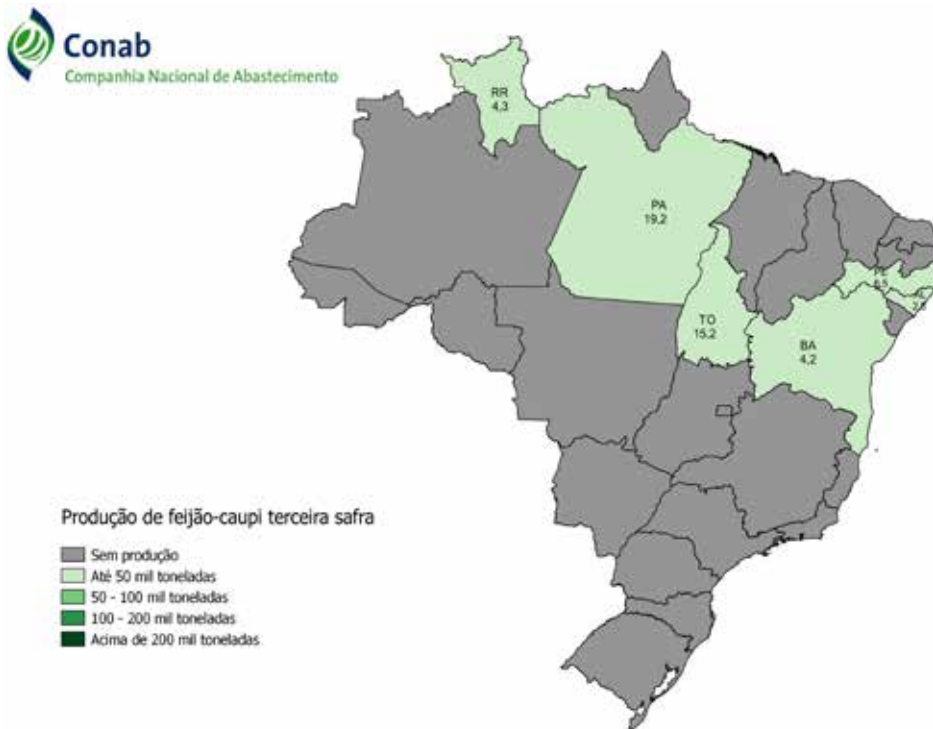 Conab
Companhia Nacional de Abastecimento
RR
4,3
PA
19,2
TO
15,2
BA
4,2
Produção de feijão-caupi terceira safra
Sem produção
Até 50 mil toneladas
50 - 100 mil toneladas
100 - 200 mil toneladas
Acima de 200 mil toneladas